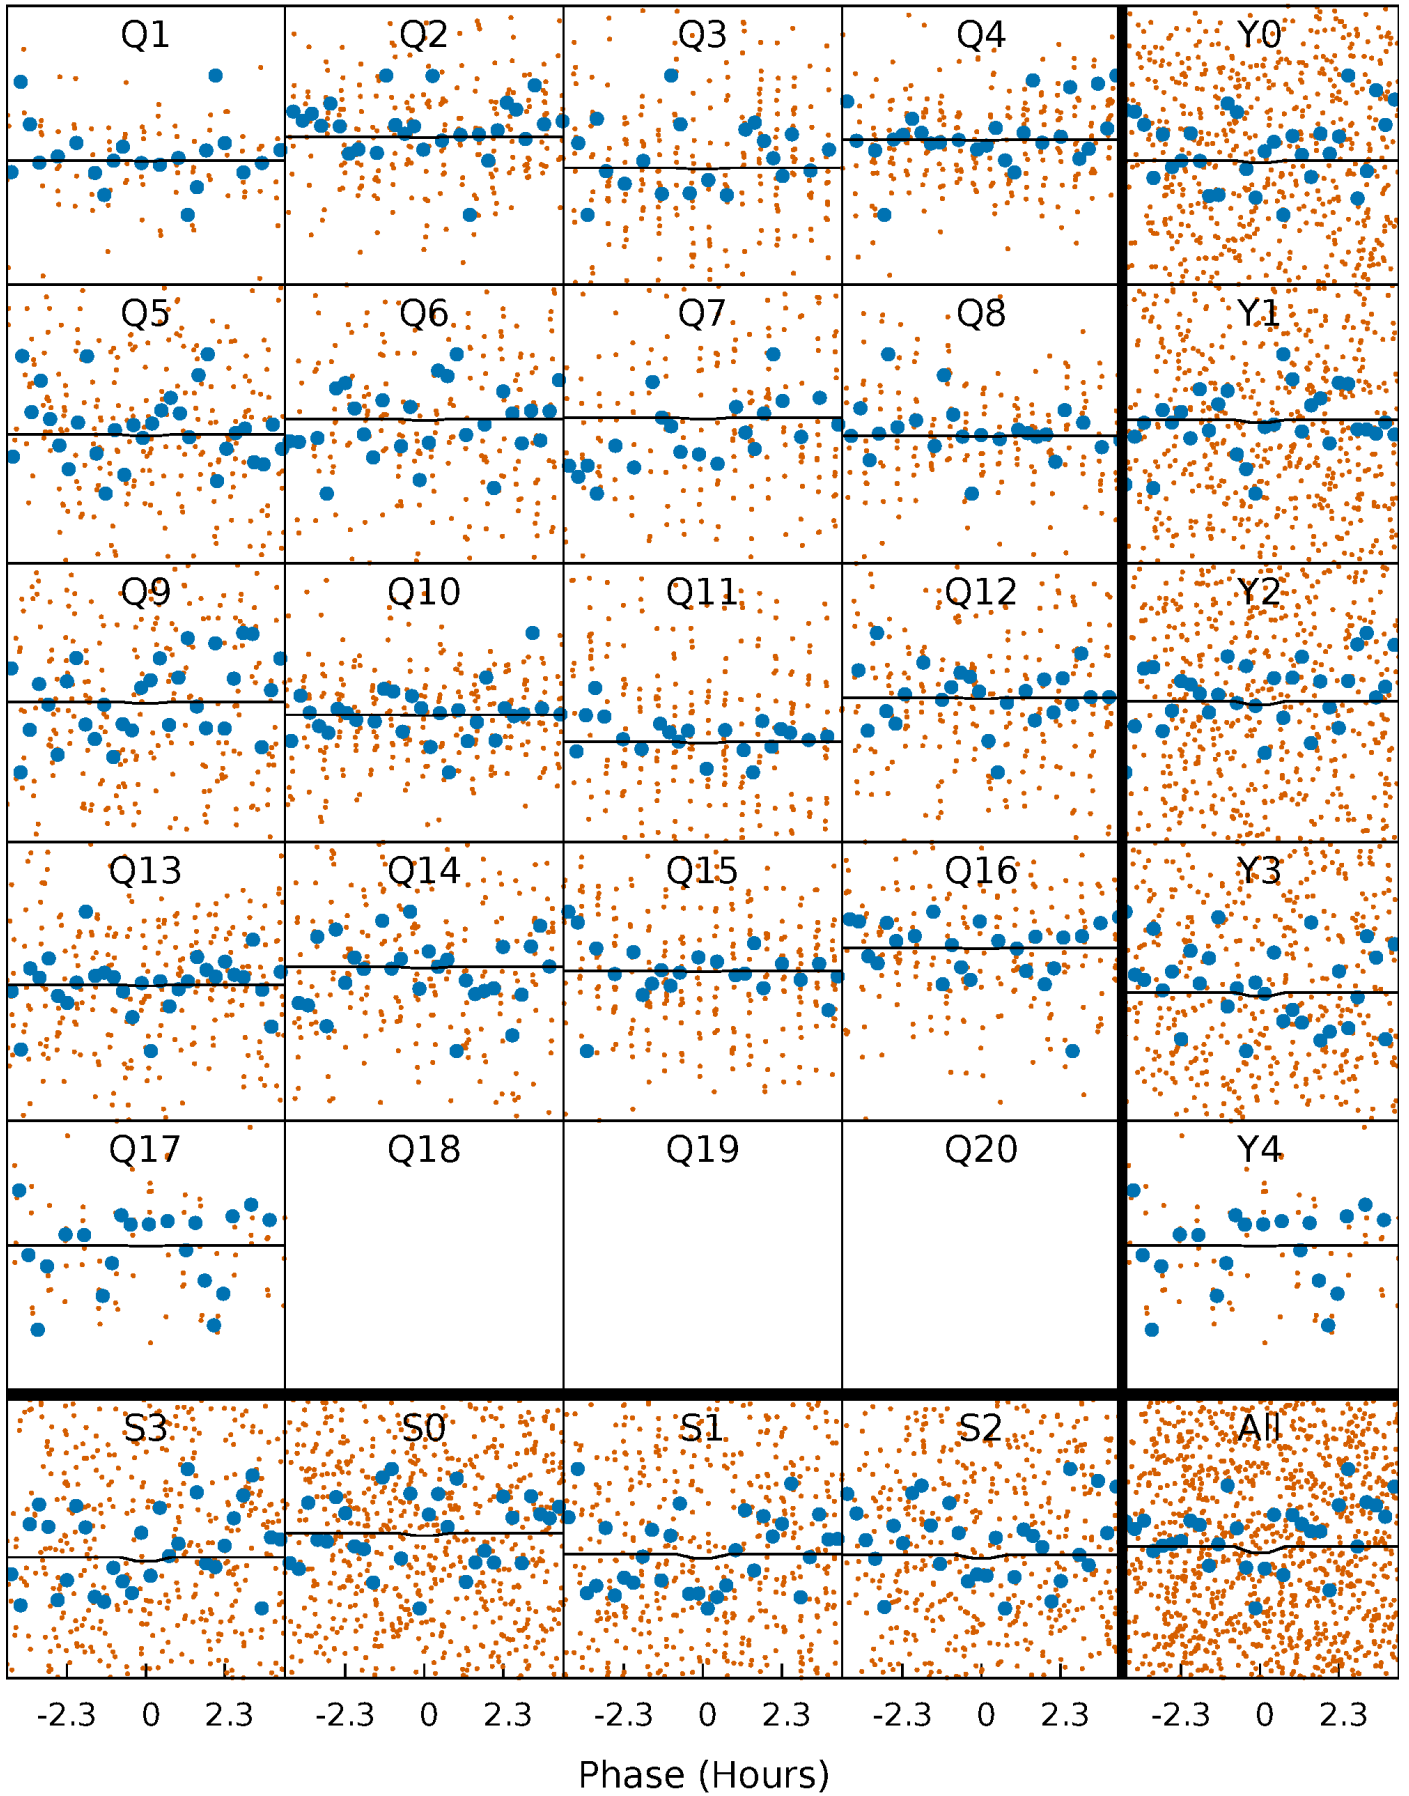 Q1 Q2 Q3 Q4 Y0
Q5 Q6 Q7 Q8 Y1
Q9 Q10 Q11 Q12 Y2
Q13 Q14 Q15 Q16 Y3
Q17 Q18 Q19 Q20 Y4
S3 S0 S1 S2 All
-2.3 0 2.3 -2.3 0 2.3 -2.3 0 2.3 -2.3 0 2.3 -2.3 0 2.3
Phase (Hours)